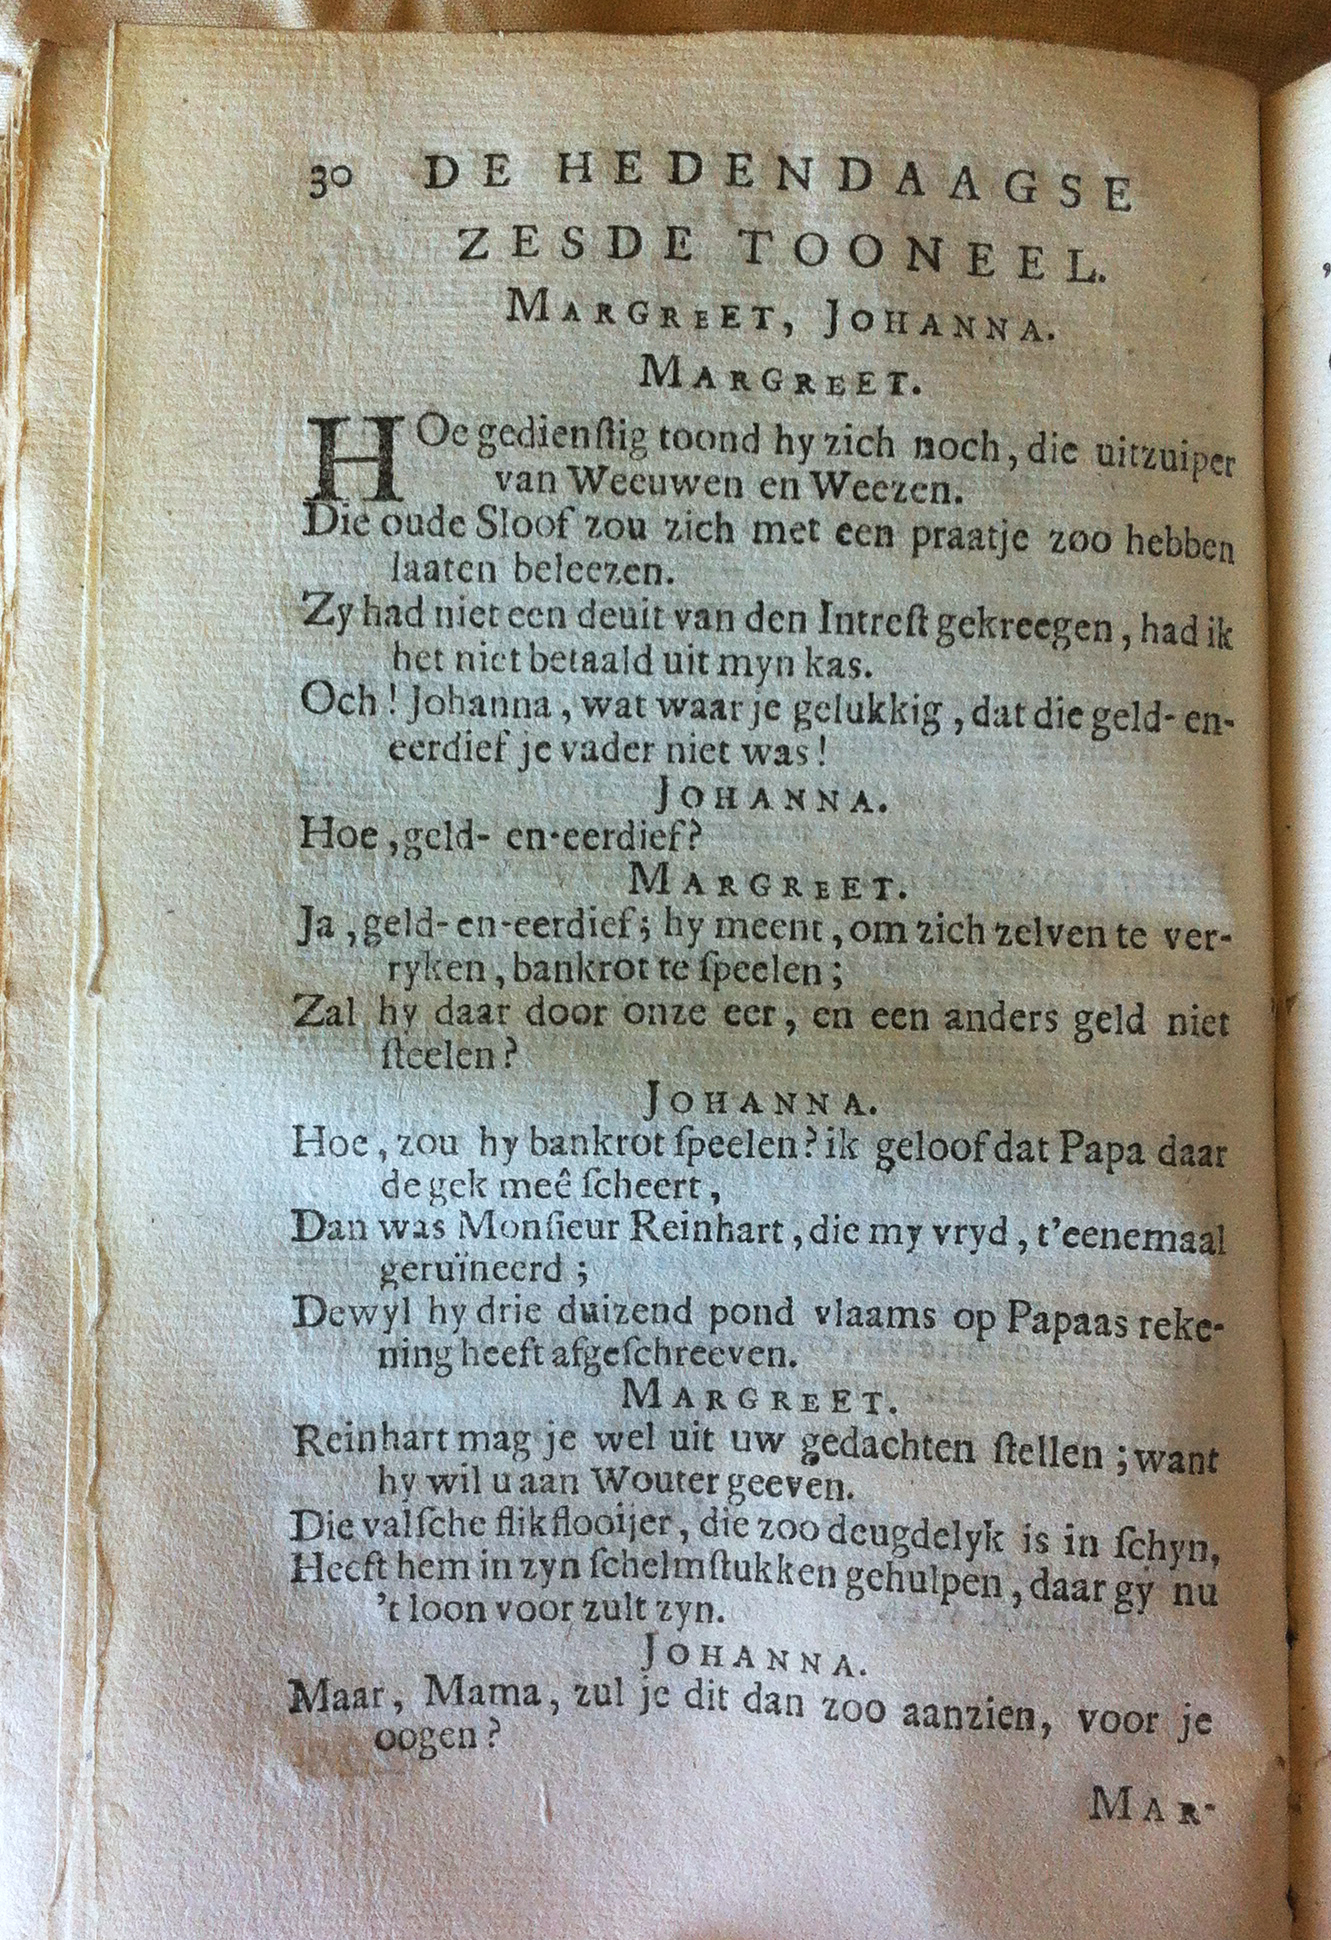 30 DE HEDENDAAGSE
ZESDE TOONEEL.
MARGREET, JOHANNA.
MARGREET.
HOe gedienſtig toond hy zich noch, die uitzuiper
van Weeuwen en Weezen.
Die oude Sloof zou zich met een praatje zoo hebben
laaten beleezen.
Zy had niet een deuit van den Intreſt gekreegen, had ik
het niet betaald uit myn kas.
Och! Johanna, wat waar je gelukkig, dat die geld- en-
eerdief je vader niet was!
JOHANNA.
Hoe, geld- en-eerdief?
MARGREET.
Ja, geld- en-eerdief; hy meent, om zich zelven te ver-
ryken, bankrot te ſpeelen;
Zal hy daar door onze eer, en een anders geld niet
ſteelen?
JOHANNA.
Hoe, zou hy bankrot ſpeelen? ik geloof dat Papa daar
de gek meê ſcheert,
Dan was Monſieur Reinhart, die my vryd, t'eenemaal
geruïneerd;
Dewyl hy drie duizend pond vlaams op Papaas reke-
ning heeft afgeſchreeven.
MARGREET.
Reinhart mag je wel uit uw gedachten ſtellen; want
hy wil u aan Wouter geeven.
Die valſche flikflooijer, die zoo deugdelyk is in ſchyn,
Heeft hem in zyn ſchelmſtukken gehulpen, daar gy nu
't loon voor zult zyn.
JOHANNA.
Maar, Mama, zul je dit dan zoo aanzien, voor je
oogen?
MAR-